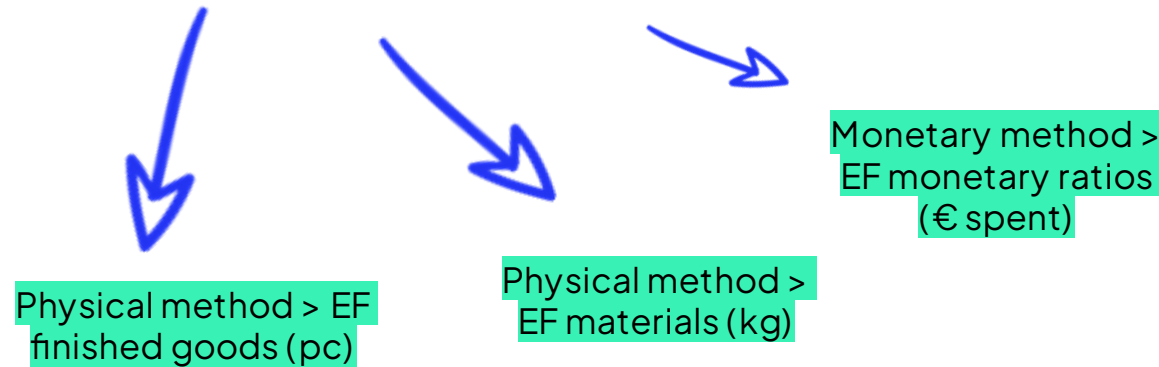 Physical method > EF
finished goods (pc)
Physical method >
EF materials (kg)
Monetary method >
EF monetary ratios
(€ spent)